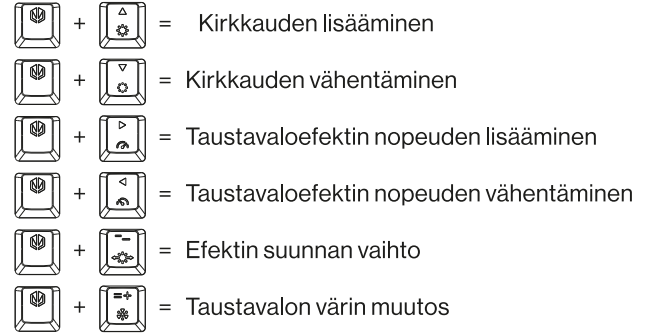 + = Kirkkauden lisääminen
+ = Kirkkauden vähentäminen
+ = Taustavaloefektin nopeuden lisääminen
+ = Taustavaloefektin nopeuden vähentäminen
+ = Efektin suunnan vaihto
+ = Taustavalon värin muutos